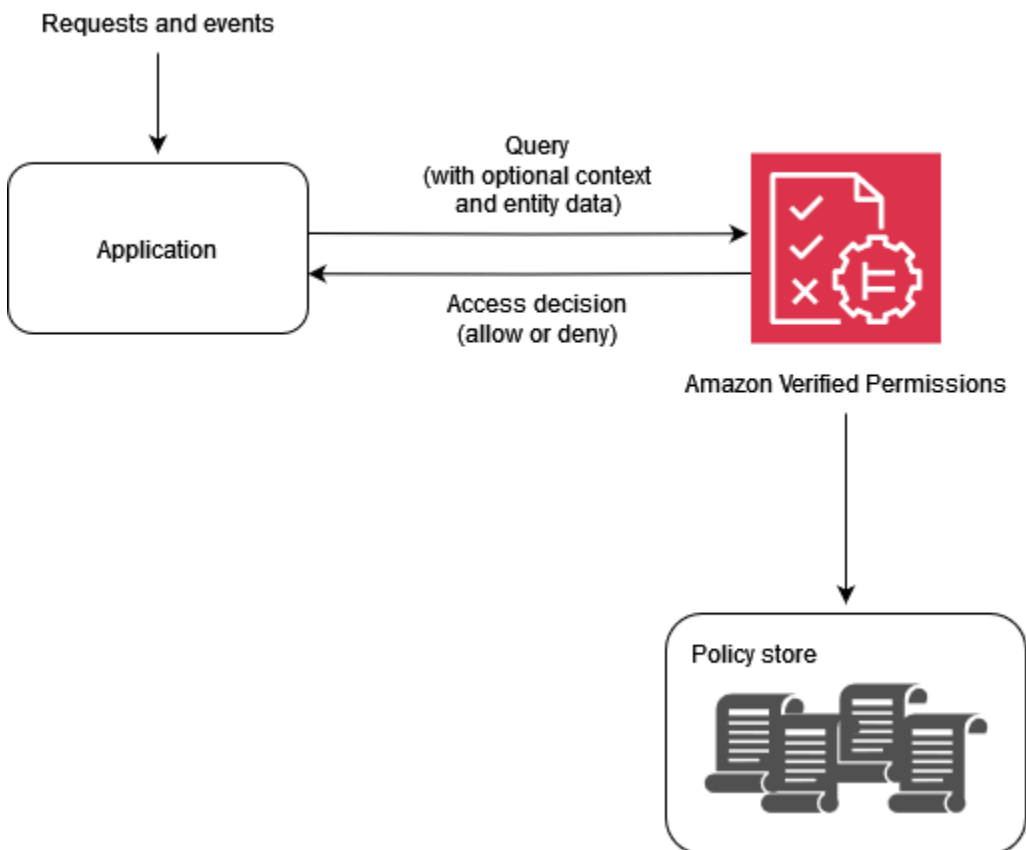 Requests and events
Query
(with optional context
and entity data)
Application
Access decision
(allow or deny)
Amazon Verified Permissions
Policy store